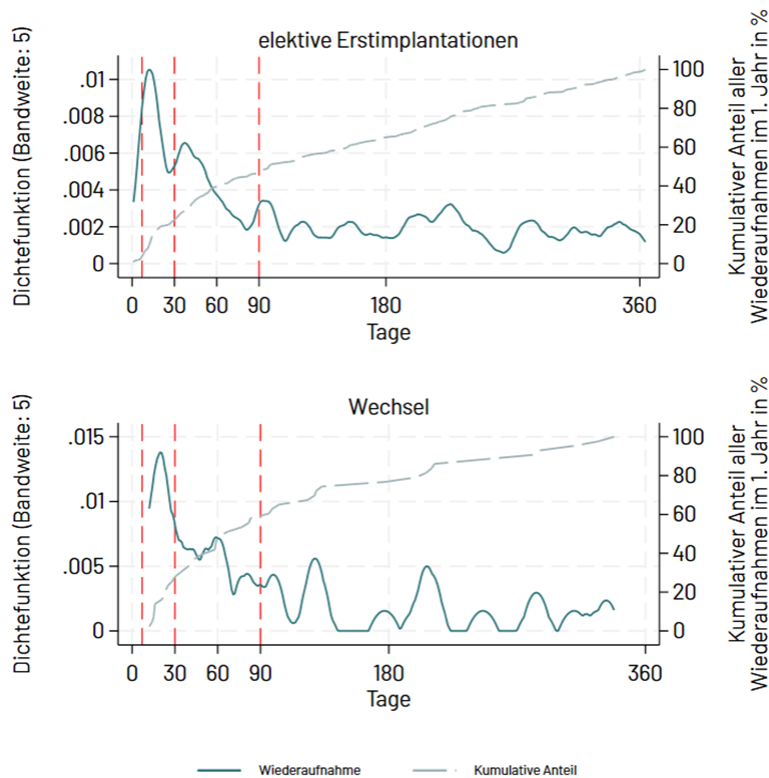 elektive Erstimplantationen
Dichtefunktion (Bandweite: 5)
.01
.008
.006
.004
.002
0
100
80
60
40
20
0
Kumulativer Anteil aller
Wiederaufnahmen im 1. Jahr in %
0 30 60 90 180 360
Tage
Wechsel
Dichtefunktion (Bandweite: 5)
.015
.01
.005
0
100
80
60
40
20
0
Kumulativer Anteil aller
Wiederaufnahmen im 1. Jahr in %
0 30 60 90 180 360
Tage
Wiederaufnahme Kumulative Anteil